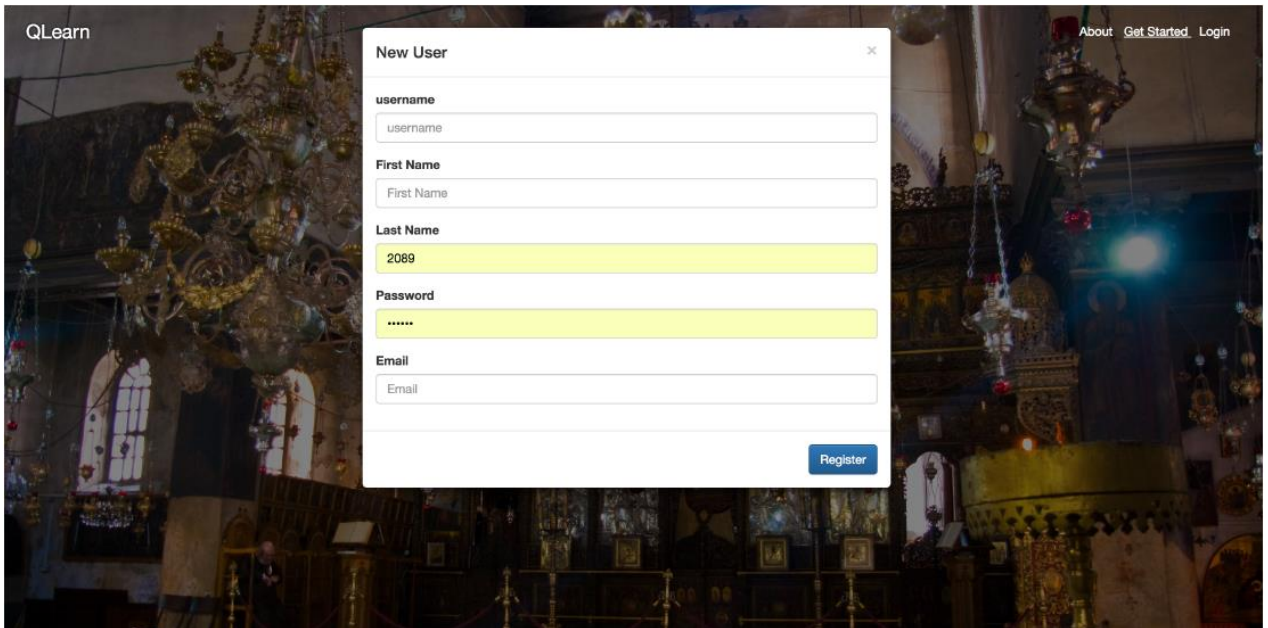 QLearn
About Get Started Login
New User ×
username
username
First Name
First Name
Last Name
2089
Password
••••••
Email
Email
Register